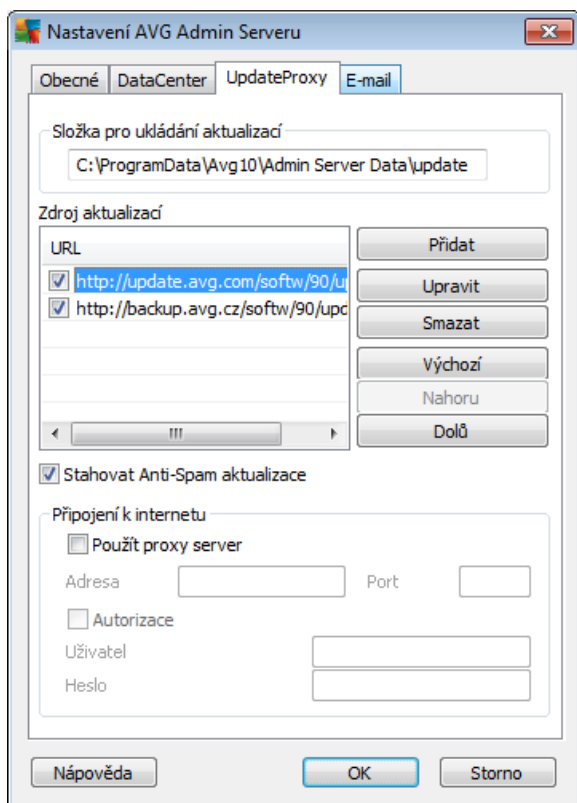 Nastavení AVG Admin Serveru
Obecné DataCenter UpdateProxy E-mail
Složka pro ukládání aktualizací
C:\ProgramData\Avg10\Admin Server Data\update
Zdroj aktualizací
URL
http://update.avg.com/softw/90/u
http://backup.avg.cz/softw/90/upd
Přidat
Upravit
Smazat
Výchozí
Nahoru
Dolů
Stahovat Anti-Spam aktualizace
Připojení k internetu
Použít proxy server
Adresa Port
Autorizace
Uživatel
Heslo
Nápověda OK Storno